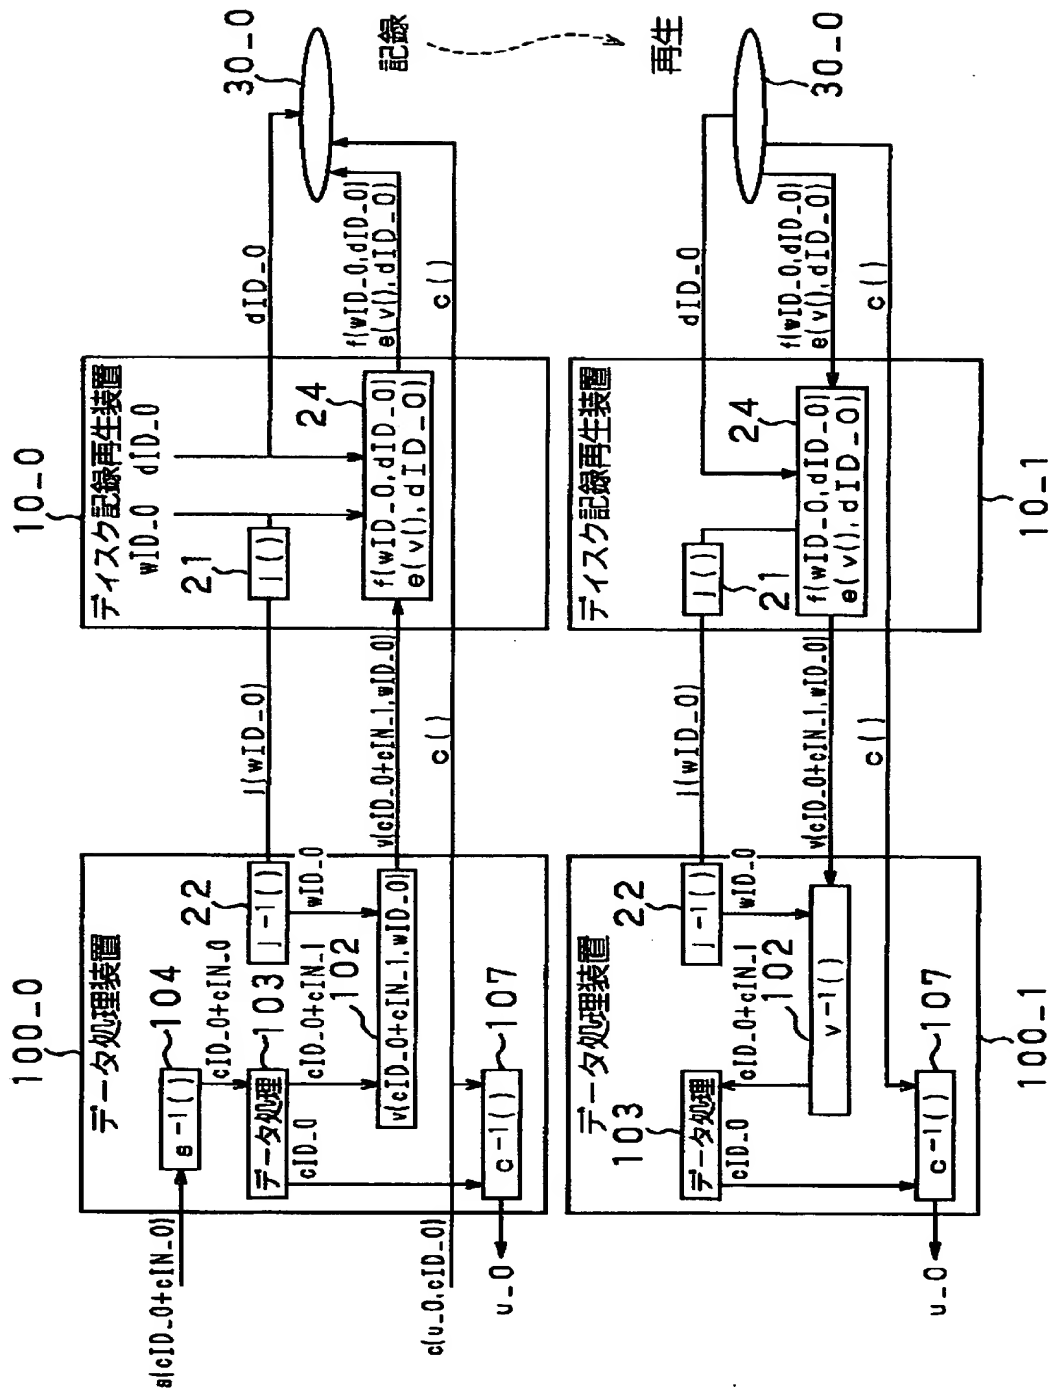 100_0
データ処理装置
104
s⁻¹()
s(cID_0+cIN_0)
cID_0+cIN_0
103
データ処理
cID_0
cID_0+cIN_1
22
j⁻¹()
wID_0
102
v(cID_0+cIN_1,wID_0)
107
c⁻¹()
c(u_0,cID_0)
u_0
j(wID_0)
v(cID_0+cIN_1,wID_0)
c()
10_0
ディスク記録再生装置
wID_0 dID_0
21
j()
24
f(wID_0,dID_0)
e(v(),dID_0)
dID_0
f(wID_0,dID_0)
e(v(),dID_0)
c()
30_0
記録
再生
データ処理装置
100_1
103
データ処理
cID_0
cID_0+cIN_1
22
j⁻¹()
wID_0
102
v⁻¹()
107
c⁻¹()
u_0
j(wID_0)
v(cID_0+cIN_1,wID_0)
c()
ディスク記録再生装置
10_1
j()
21
24
f(wID_0,dID_0)
e(v(),dID_0)
dID_0
f(wID_0,dID_0)
e(v(),dID_0)
c()
30_0